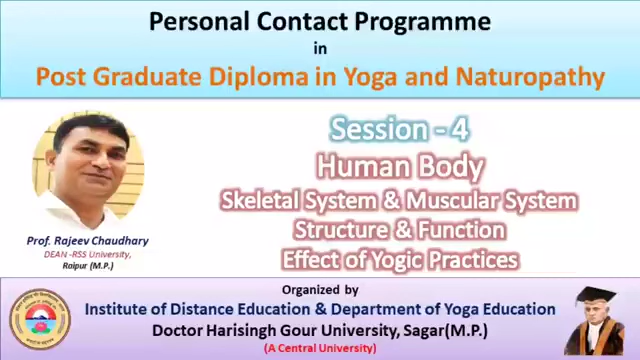 Personal Contact Programme
in
Post Graduate Diploma in Yoga and Naturopathy
Session - 4
Human Body
Skeletal System & Muscular System
Structure & Function
Effect of Yogic Practices
Prof. Rajeev Chaudhary
DEAN -RSS University,
Raipur (M.P.)
Organized by
Institute of Distance Education & Department of Yoga Education
Doctor Harisingh Gour University, Sagar(M.P.)
(A Central University)